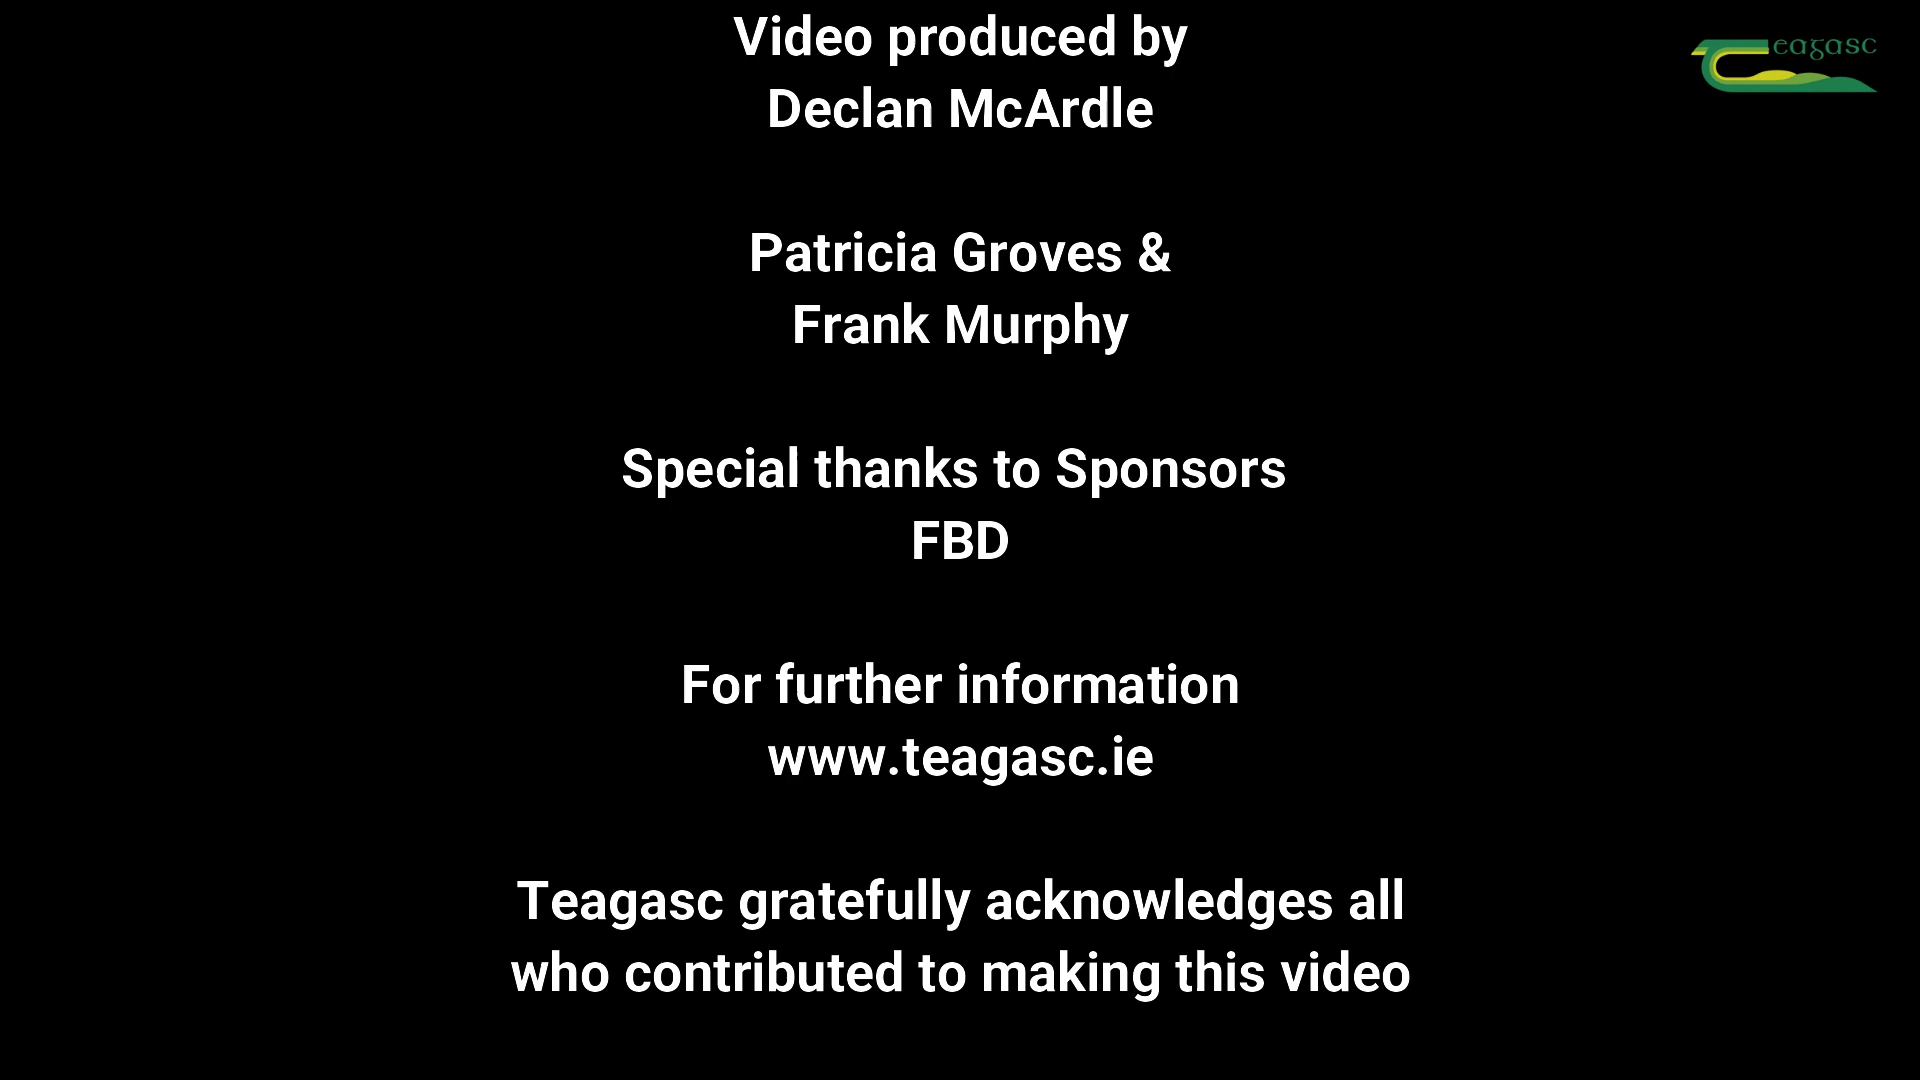 Video produced by
Declan McArdle
Teagasc
Patricia Groves &
Frank Murphy
Special thanks to Sponsors
FBD
For further information
www.teagasc.ie
Teagasc gratefully acknowledges all
who contributed to making this video